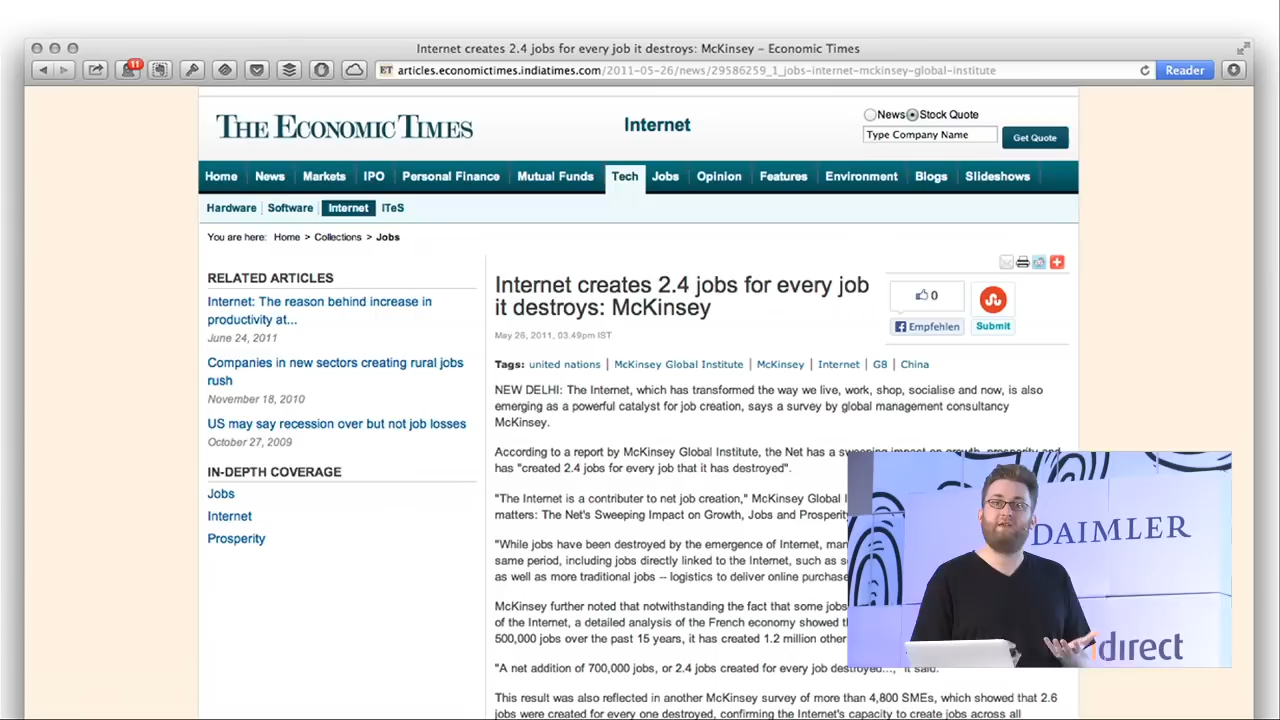 Internet creates 2.4 jobs for every job it destroys: McKinsey – Economic Times
11
ET articles.economictimes.indiatimes.com/2011-05-26/news/29586259_1_jobs-internet-mckinsey-global-institute
Reader
THE ECONOMIC TIMES
Internet
News Stock Quote
Type Company Name
Get Quote
Home News Markets IPO Personal Finance Mutual Funds Tech Jobs Opinion Features Environment Blogs Slideshows
Hardware | Software | Internet | ITeS
You are here: Home > Collections > Jobs
RELATED ARTICLES
Internet: The reason behind increase in
productivity at...
June 24, 2011
Companies in new sectors creating rural jobs
rush
November 18, 2010
US may say recession over but not job losses
October 27, 2009
IN-DEPTH COVERAGE
Jobs
Internet
Prosperity
Internet creates 2.4 jobs for every job
it destroys: McKinsey
May 26, 2011, 03.49pm IST
0
Empfehlen
Submit
Tags: united nations | McKinsey Global Institute | McKinsey | Internet | G8 | China
NEW DELHI: The Internet, which has transformed the way we live, work, shop, socialise and now, is also
emerging as a powerful catalyst for job creation, says a survey by global management consultancy
McKinsey.
According to a report by McKinsey Global Institute, the Net has a sweeping impact on growth, prosperity and
has "created 2.4 jobs for every job that it has destroyed".
"The Internet is a contributor to net job creation," McKinsey Global
matters: The Net's Sweeping Impact on Growth, Jobs and Prosperity
"While jobs have been destroyed by the emergence of Internet,
same period, including jobs directly linked to the Internet, such as
as well as more traditional jobs -- logistics to deliver online
McKinsey further noted that notwithstanding the fact that some jobs
of the Internet, a detailed analysis of the French economy showed
500,000 jobs over the past 15 years, it has created 1.2 million other
"A net addition of 700,000 jobs, or 2.4 jobs created for every job destroyed...," it said.
This result was also reflected in another McKinsey survey of more than 4,800 SMEs, which showed that 2.6
jobs were created for every one destroyed, confirming the Internet's capacity to create jobs across all
DAIMLER
direct